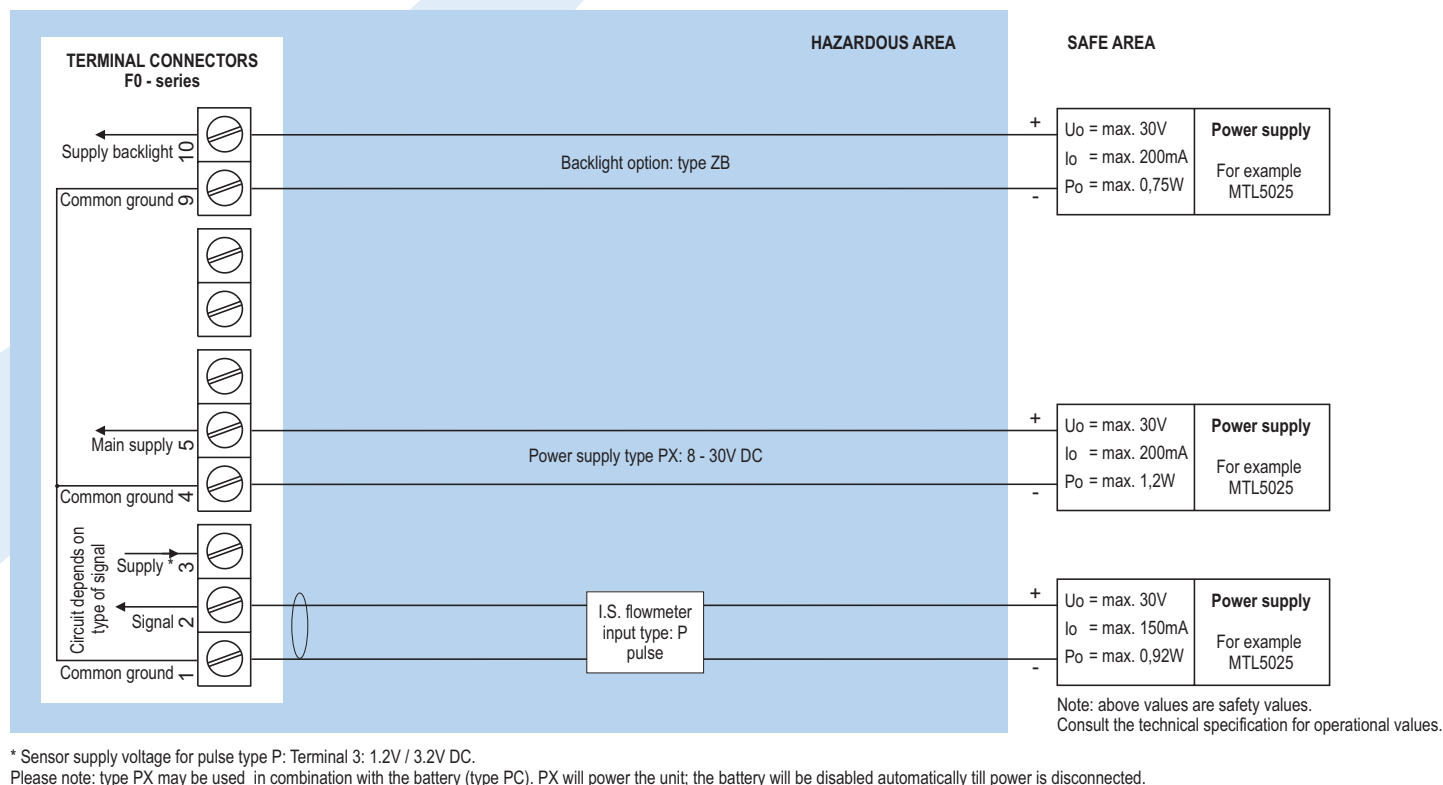 HAZARDOUS AREA
SAFE AREA
TERMINAL CONNECTORS
F0 - series
Supply backlight 10
Common ground 9
Backlight option: type ZB
+
-
Uo = max. 30V
Io = max. 200mA
Po = max. 0,75W
Power supply
For example
MTL5025
Main supply 5
Common ground 4
Power supply type PX: 8 - 30V DC
+
-
Uo = max. 30V
Io = max. 200mA
Po = max. 1,2W
Power supply
For example
MTL5025
Circuit depends on
type of signal
Supply * 3
Signal 2
Common ground 1
I.S. flowmeter
input type: P
pulse
+
-
Uo = max. 30V
Io = max. 150mA
Po = max. 0,92W
Power supply
For example
MTL5025
Note: above values are safety values.
Consult the technical specification for operational values.
* Sensor supply voltage for pulse type P: Terminal 3: 1.2V / 3.2V DC.
Please note: type PX may be used in combination with the battery (type PC). PX will power the unit; the battery will be disabled automatically till power is disconnected.